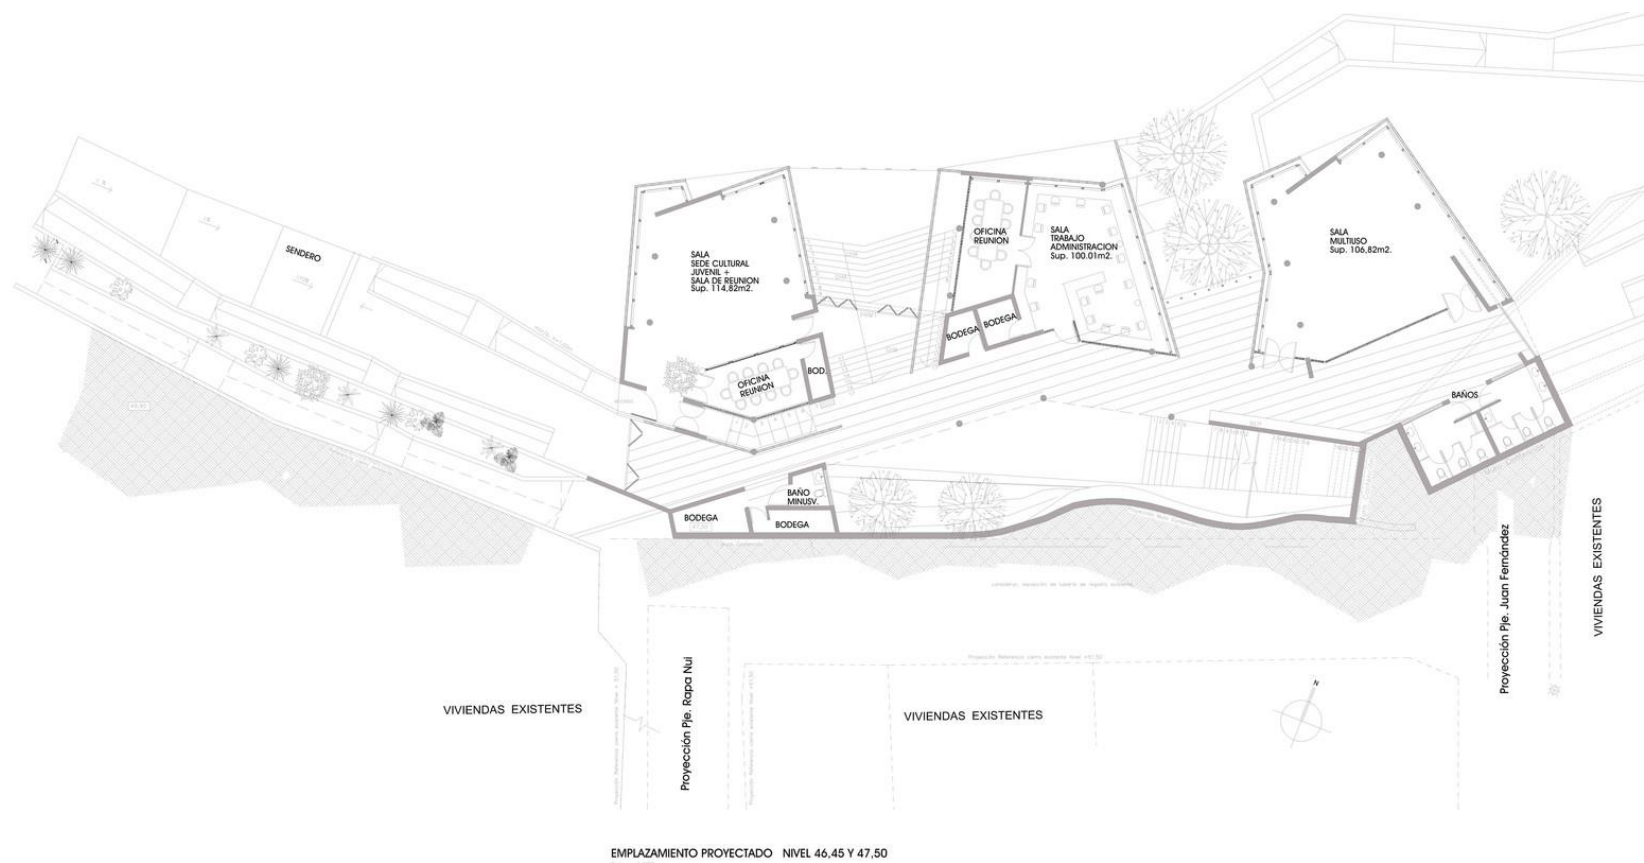 SENDERO
SALA
SEDE CULTURAL
JUVENIL +
SALA DE REUNION
Sup. 114,82m2.
OFICINA
REUNION
BOD.
OFICINA
REUNION
SALA
TRABAJO
ADMINISTRACION
Sup. 100.01m2.
BODEGA
BODEGA
SALA
MULTIUSO
Sup. 106,82m2.
BAÑOS
BAÑO
MINUSV.
BODEGA
BODEGA
VIVIENDAS EXISTENTES
Proyección Pje. Rapa Nui
VIVIENDAS EXISTENTES
N
Proyección Pje. Juan Fernández
VIVIENDAS EXISTENTES
EMPLAZAMIENTO PROYECTADO NIVEL 46,45 Y 47,50